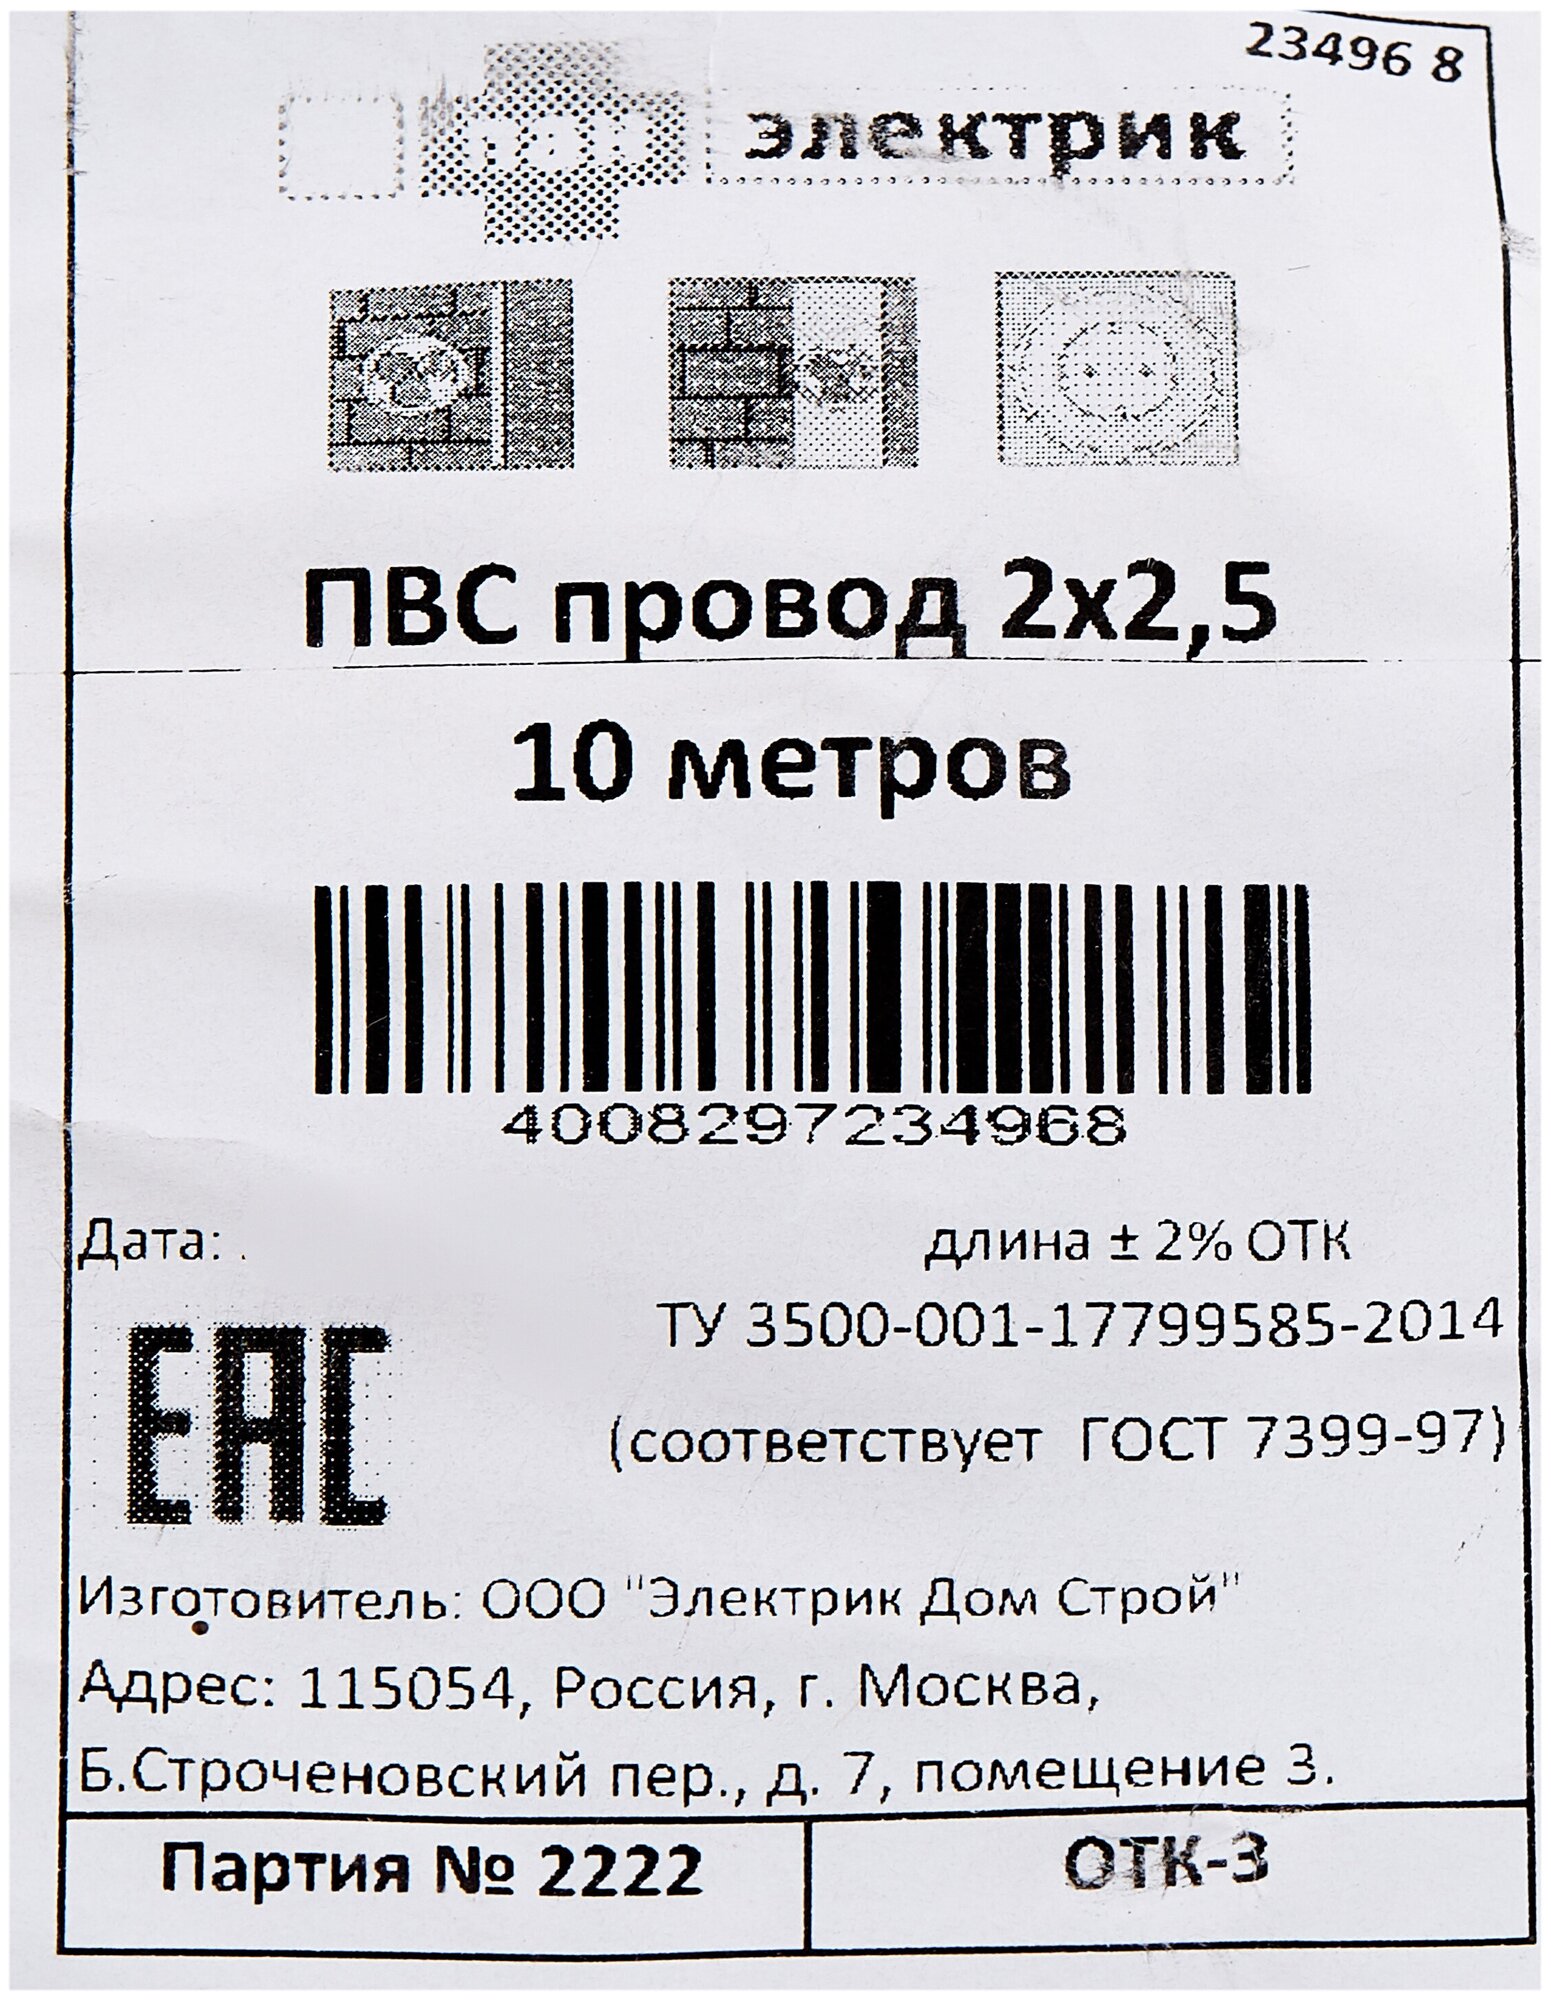 23496 8
электрик
ПВС провод 2х2,5
10 метров
4008297234968
Дата: .
длина ± 2% ОТК
ТУ 3500-001-17799585-2014
EAC
(соответствует ГОСТ 7399-97)
Изготовитель: ООО "Электрик Дом Строй"
Адрес: 115054, Россия, г. Москва,
Б.Строченовский пер., д. 7, помещение 3.
Партия № 2222
ОТК-3